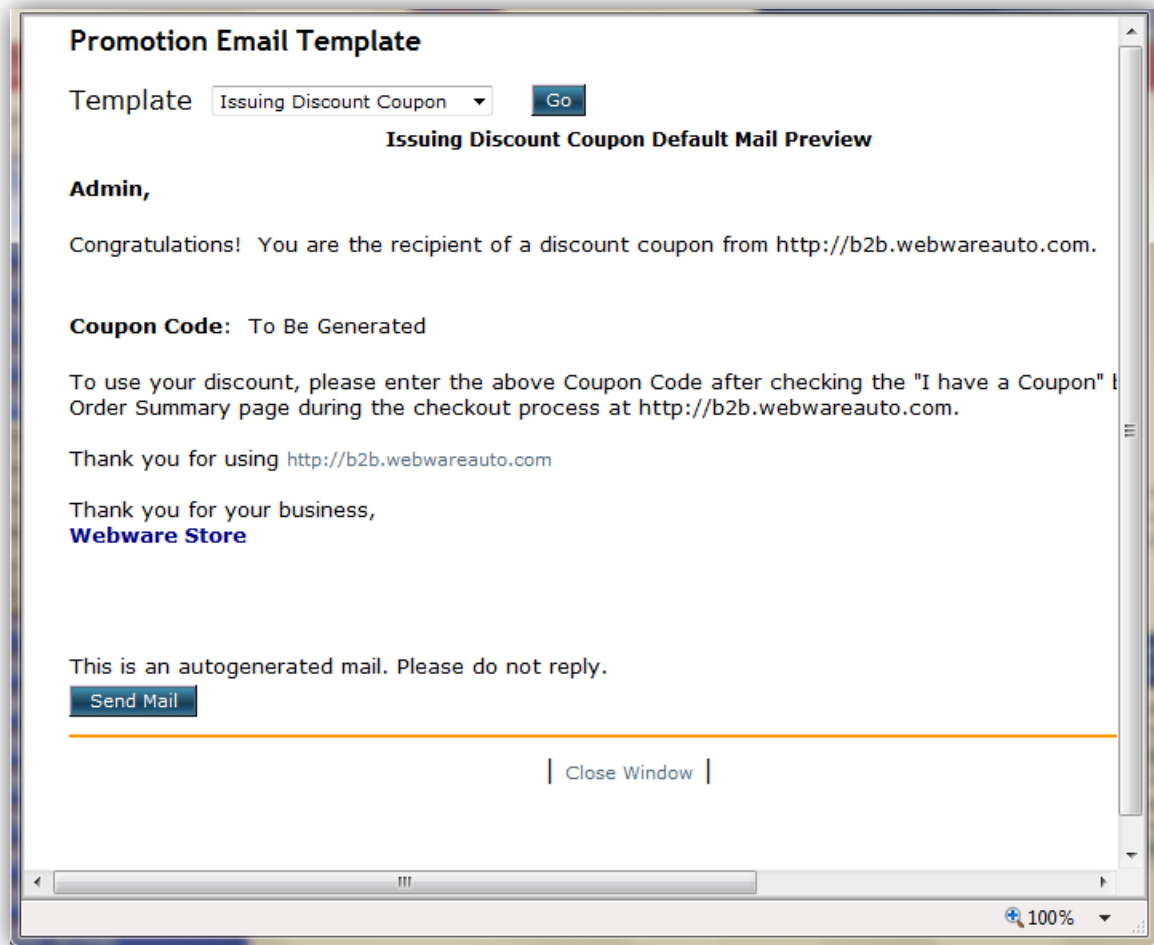 Promotion Email Template
Template Issuing Discount Coupon Go
Issuing Discount Coupon Default Mail Preview
Admin,
Congratulations!  You are the recipient of a discount coupon from http://b2b.webwareauto.com.
Coupon Code:  To Be Generated
To use your discount, please enter the above Coupon Code after checking the "I have a Coupon"
Order Summary page during the checkout process at http://b2b.webwareauto.com.
Thank you for using http://b2b.webwareauto.com
Thank you for your business,
Webware Store
This is an autogenerated mail. Please do not reply.
Send Mail
| Close Window |
100%